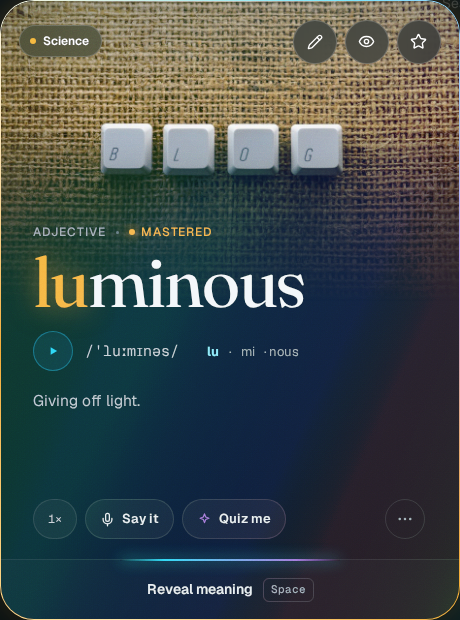 Science
B L O G
ADJECTIVE • MASTERED
luminous
/ˈluːmɪnəs/ lu · mi · nous
Giving off light.
1× Say it Quiz me ...
Reveal meaning Space